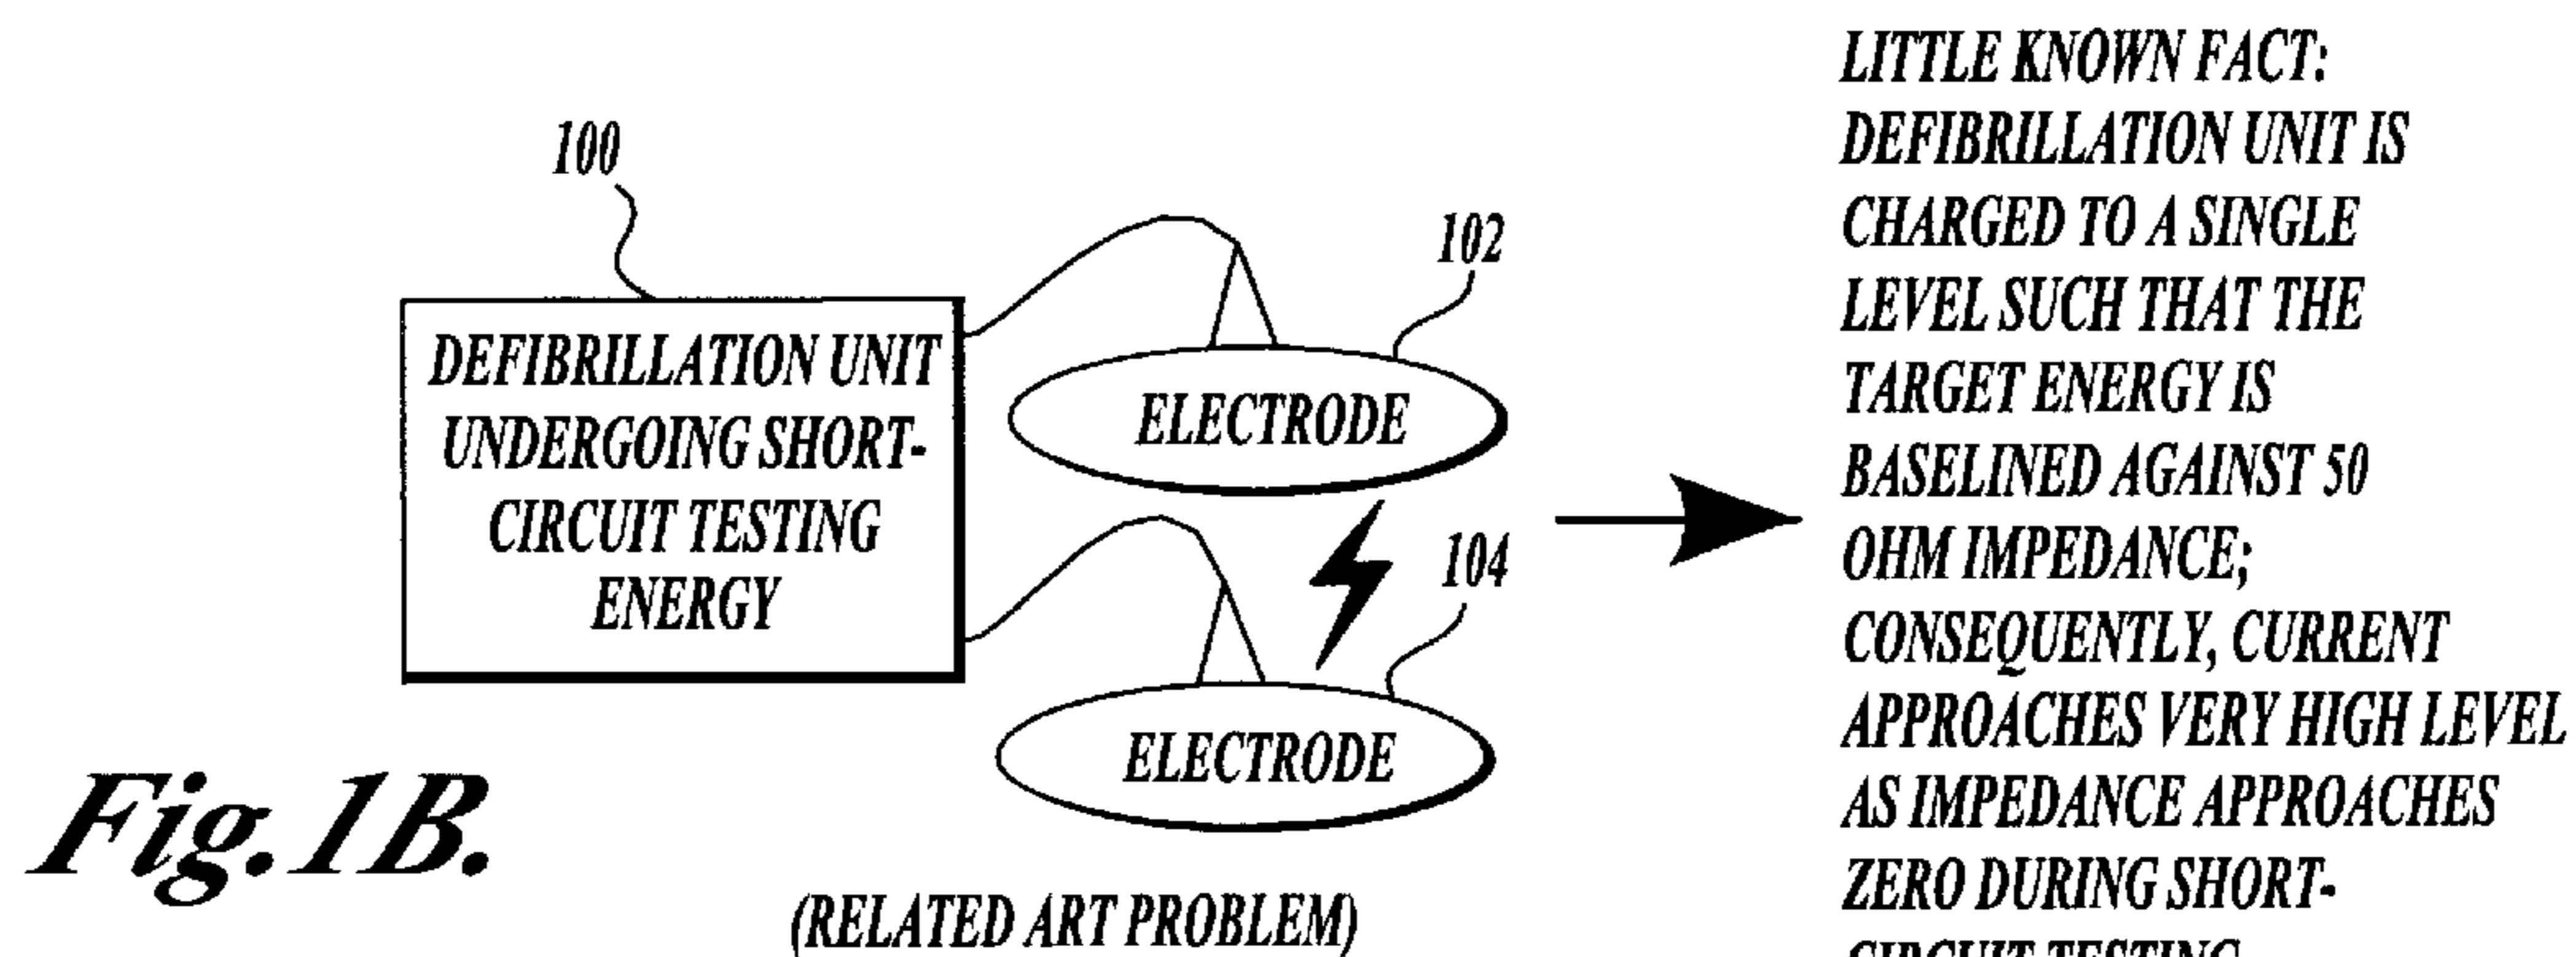 100
102
DEFIBRILLATION UNIT
UNDERGOING SHORT-
CIRCUIT TESTING
ENERGY
ELECTRODE
104
ELECTRODE
Fig.1B.
(RELATED ART PROBLEM)
LITTLE KNOWN FACT:
DEFIBRILLATION UNIT IS
CHARGED TO A SINGLE
LEVEL SUCH THAT THE
TARGET ENERGY IS
BASELINED AGAINST 50
OHM IMPEDANCE;
CONSEQUENTLY, CURRENT
APPROACHES VERY HIGH LEVEL
AS IMPEDANCE APPROACHES
ZERO DURING SHORT-
CIRCUIT TESTING